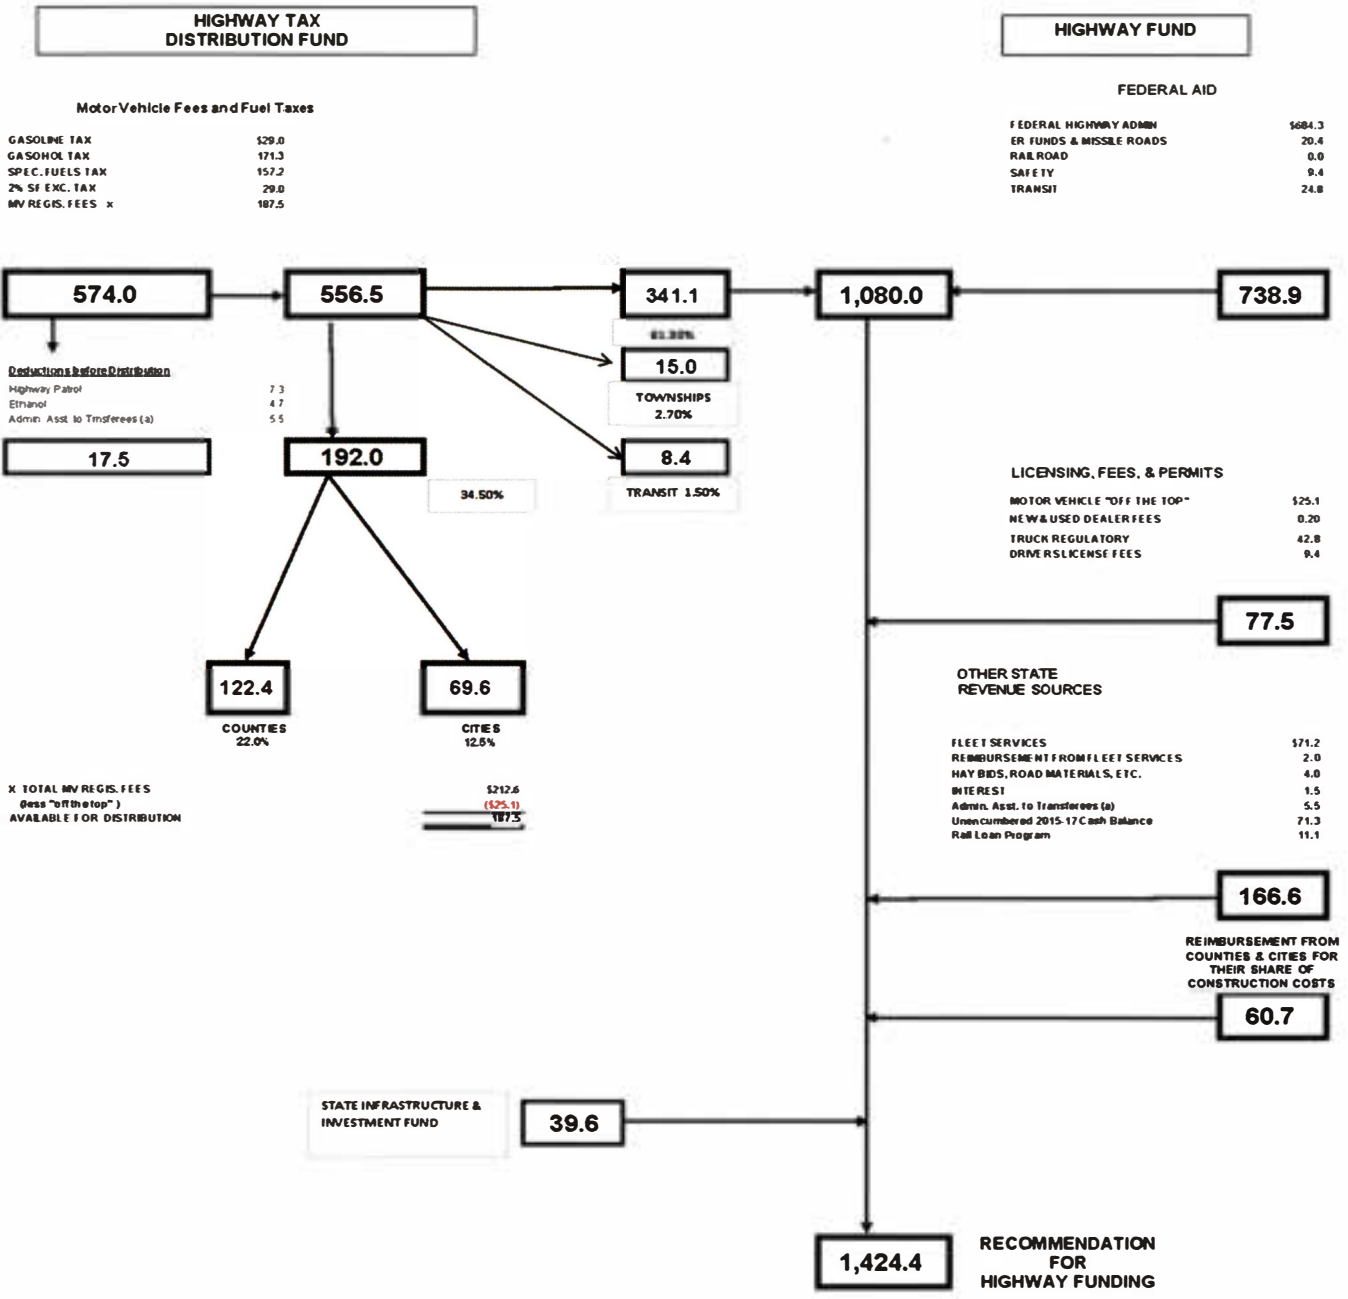 HIGHWAY TAX
DISTRIBUTION FUND
HIGHWAY FUND
FEDERAL AID
Motor Vehicle Fees and Fuel Taxes
GASOLINE TAX $29.0
GASOHOL TAX 171.3
SPEC. FUELS TAX 157.2
2% SF EXC. TAX 29.0
MV REGIS. FEES x 187.5
FEDERAL HIGHWAY ADMIN $684.3
ER FUNDS & MISSILE ROADS 20.4
RAILROAD 0.0
SAFETY 9.4
TRANSIT 24.8
574.0
556.5
341.1
1,080.0
738.9
61.30%
15.0
TOWNSHIPS
2.70%
Deductions before Distribution
Highway Patrol 7.3
Ethanol 4.7
Admin. Asst. to Trnsferees (a) 5.5
17.5
192.0
34.50%
8.4
TRANSIT 1.50%
LICENSING, FEES, & PERMITS
MOTOR VEHICLE "OFF THE TOP" $25.1
NEW & USED DEALER FEES 0.20
TRUCK REGULATORY 42.8
DRIVERS LICENSE FEES 9.4
77.5
122.4
COUNTIES
22.0%
69.6
CITIES
12.5%
OTHER STATE
REVENUE SOURCES
FLEET SERVICES $71.2
REIMBURSEMENT FROM FLEET SERVICES 2.0
HAY BIDS, ROAD MATERIALS, ETC. 4.0
INTEREST 1.5
Admin. Asst. to Transferees (a) 5.5
Unencumbered 2015-17 Cash Balance 71.3
Rail Loan Program 11.1
X TOTAL MV REGIS. FEES $212.6
(less "off the top" ) ($25.1)
AVAILABLE FOR DISTRIBUTION 187.5
166.6
REIMBURSEMENT FROM
COUNTIES & CITIES FOR
THEIR SHARE OF
CONSTRUCTION COSTS
60.7
STATE INFRASTRUCTURE &
INVESTMENT FUND
39.6
1,424.4
RECOMMENDATION
FOR
HIGHWAY FUNDING